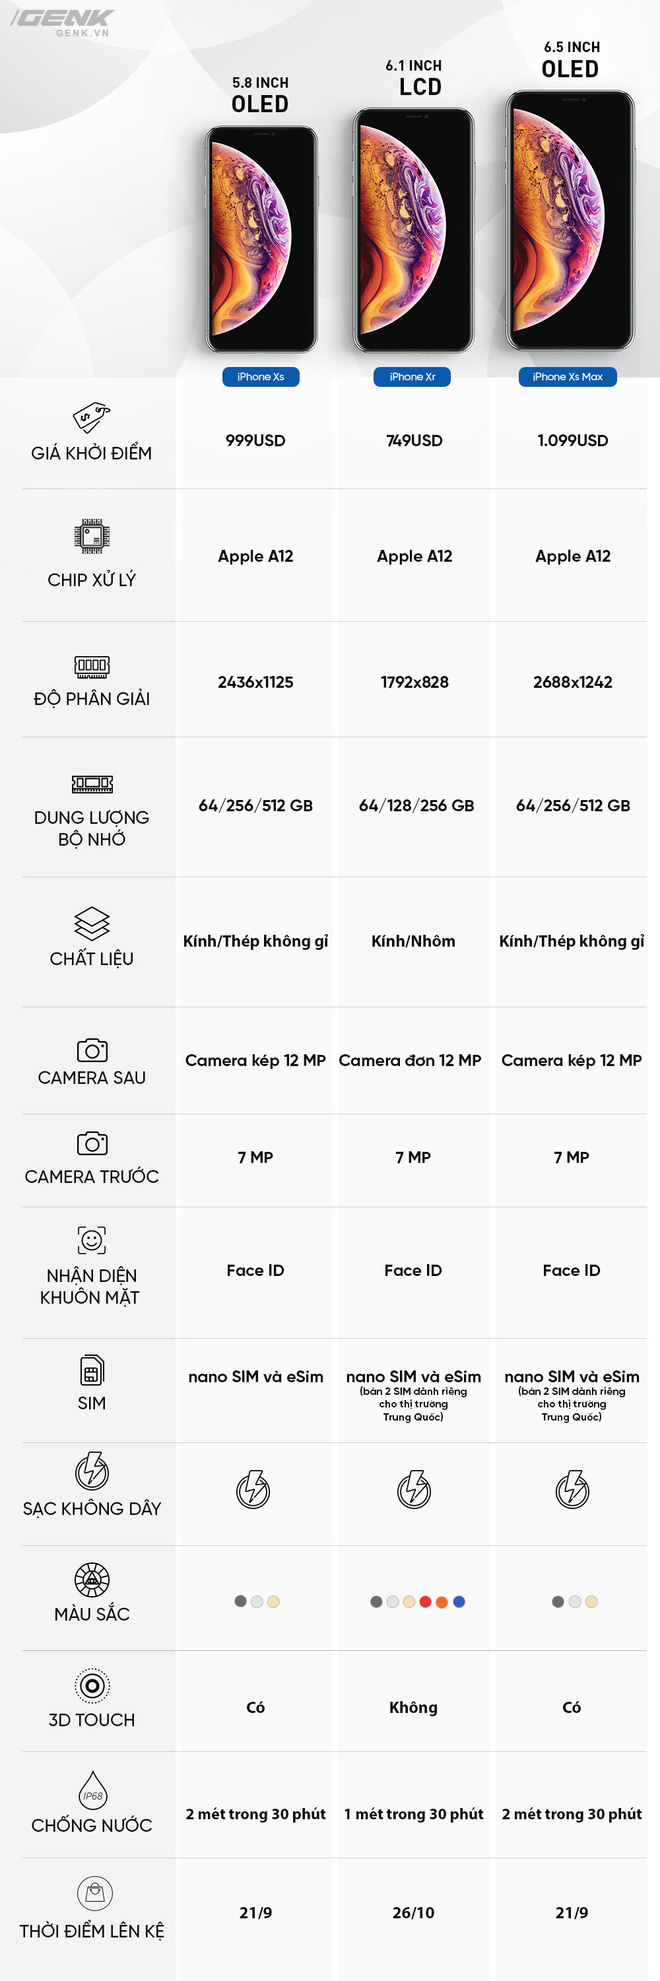 GENK
GENK.VN
5.8 INCH
OLED
6.1 INCH
LCD
6.5 INCH
OLED
iPhone Xs
iPhone Xr
iPhone Xs Max
GIÁ KHỞI ĐIỂM
999USD
749USD
1.099USD
CHIP XỬ LÝ
Apple A12
Apple A12
Apple A12
ĐỘ PHÂN GIẢI
2436x1125
1792x828
2688x1242
DUNG LƯỢNG
BỘ NHỚ
64/256/512 GB
64/128/256 GB
64/256/512 GB
CHẤT LIỆU
Kính/Thép không gỉ
Kính/Nhôm
Kính/Thép không gỉ
CAMERA SAU
Camera kép 12 MP
Camera đơn 12 MP
Camera kép 12 MP
CAMERA TRƯỚC
7 MP
7 MP
7 MP
NHẬN DIỆN
KHUÔN MẶT
Face ID
Face ID
Face ID
SIM
nano SIM và eSim
nano SIM và eSim
(bản 2 SIM dành riêng
cho thị trường
Trung Quốc)
nano SIM và eSim
(bản 2 SIM dành riêng
cho thị trường
Trung Quốc)
SẠC KHÔNG DÂY
MÀU SẮC
3D TOUCH
Có
Không
Có
IP68
CHỐNG NƯỚC
2 mét trong 30 phút
1 mét trong 30 phút
2 mét trong 30 phút
THỜI ĐIỂM LÊN KỆ
21/9
26/10
21/9